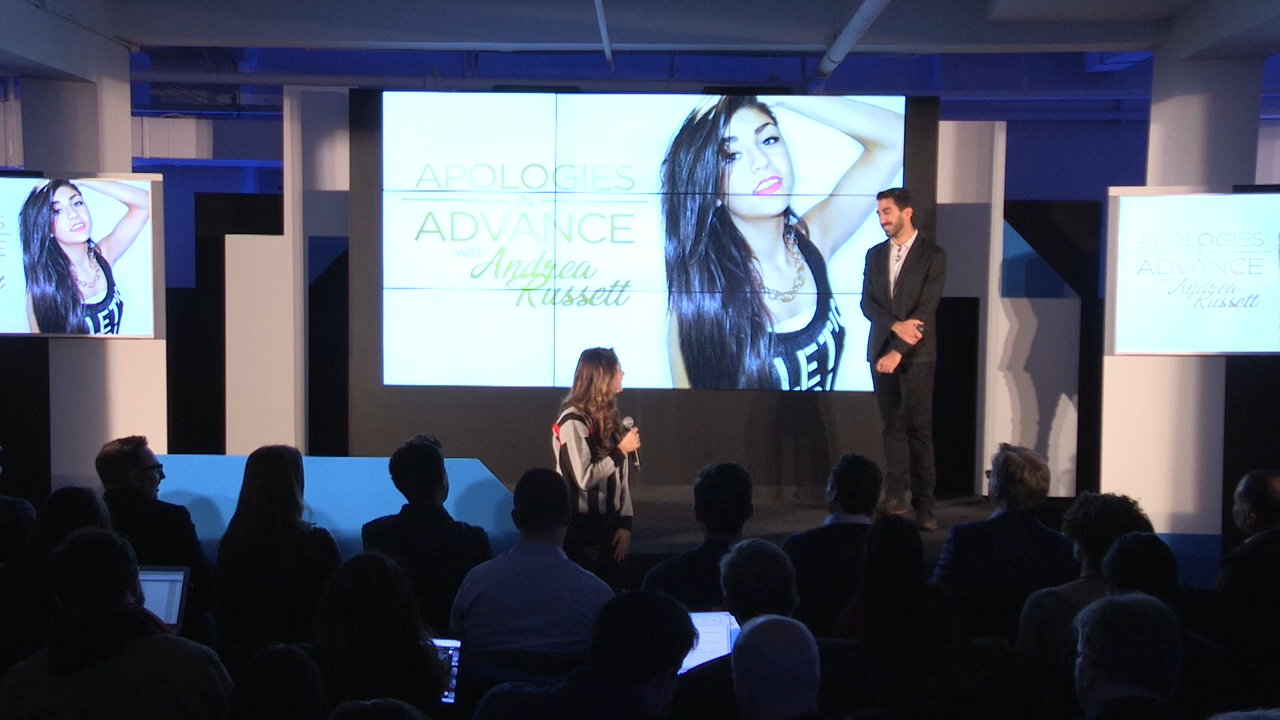 APOLOGIES
IN
ADVANCE
with Andrea
Russett
APOLOGIES
ADVANCE
Andrea
Russett